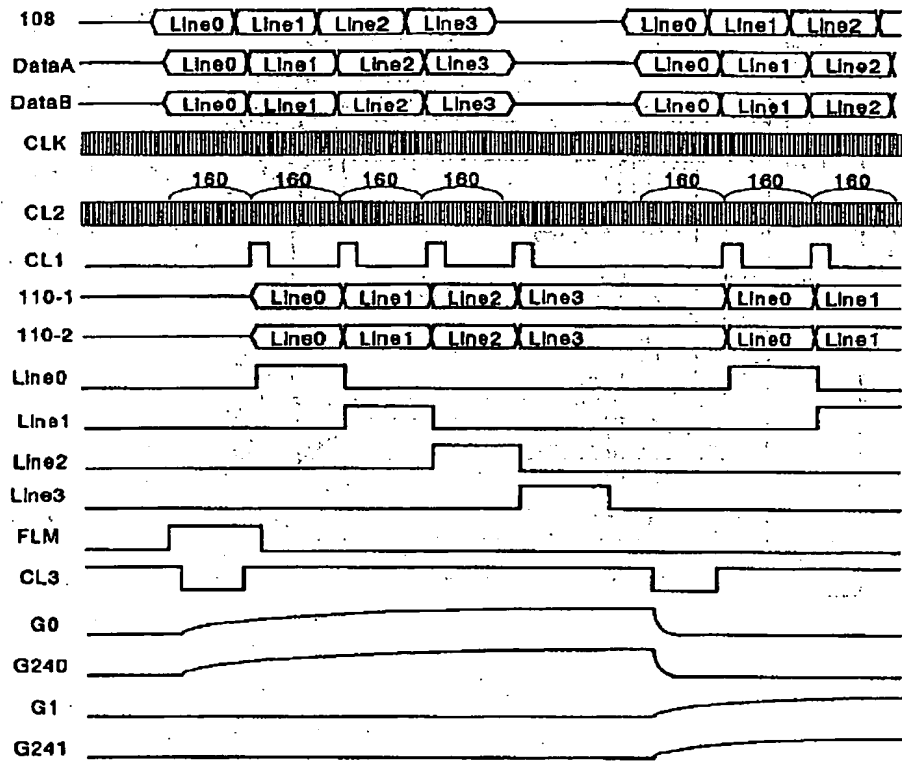 108 Line0 Line1 Line2 Line3 Line0 Line1 Line2
DataA Line0 Line1 Line2 Line3 Line0 Line1 Line2
DataB Line0 Line1 Line2 Line3 Line0 Line1 Line2
CLK
160 160 160 160 160 160 160
CL2
CL1
110-1 Line0 Line1 Line2 Line3 Line0 Line1
110-2 Line0 Line1 Line2 Line3 Line0 Line1
Line0
Line1
Line2
Line3
FLM
CL3
G0
G240
G1
G241